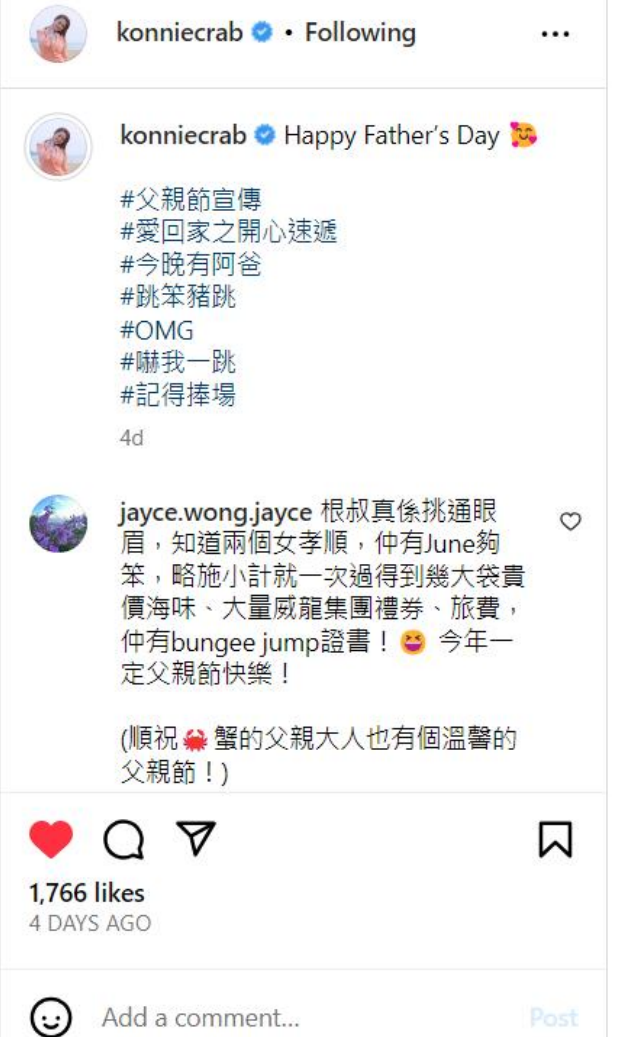 konniecrab • Following
konniecrab Happy Father's Day 🥰
#父親節宣傳
#愛回家之開心速遞
#今晚有阿爸
#跳笨豬跳
#OMG
#嚇我一跳
#記得捧場
4d
jayce.wong.jayce 根叔真係挑通眼
眉，知道兩個女孝順，仲有June夠
笨，略施小計就一次過得到幾大袋貴
價海味、大量威龍集團禮券、旅費，
仲有bungee jump證書！😆 今年一
定父親節快樂！
(順祝🦀蟹的父親大人也有個溫馨的
父親節！)
1,766 likes
4 DAYS AGO
Add a comment...
Post